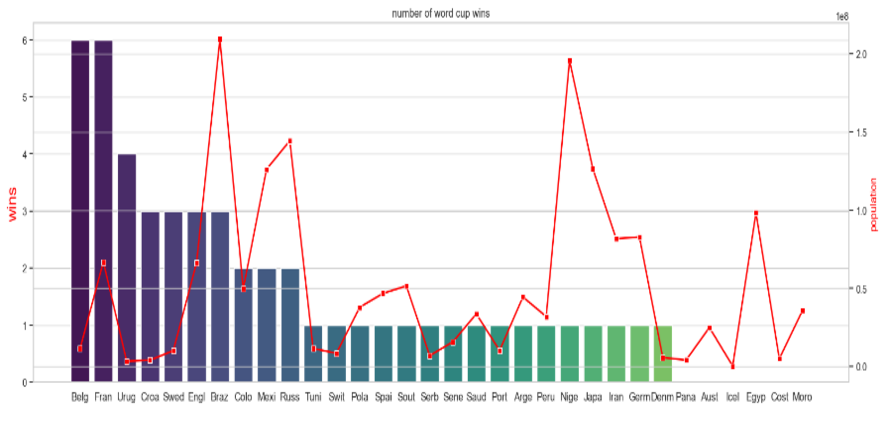 number of word cup wins
1e8
6
5
4
3
2
1
0
wins
2.0
1.5
1.0
0.5
0.0
population
Belg Fran Urug Croa Swed Engl Braz Colo Mexi Russ Tuni Swit Pola Spai Sout Serb Sene Saud Port Arge Peru Nige Japa Iran Germ Denm Pana Aust Icel Egyp Cost Moro